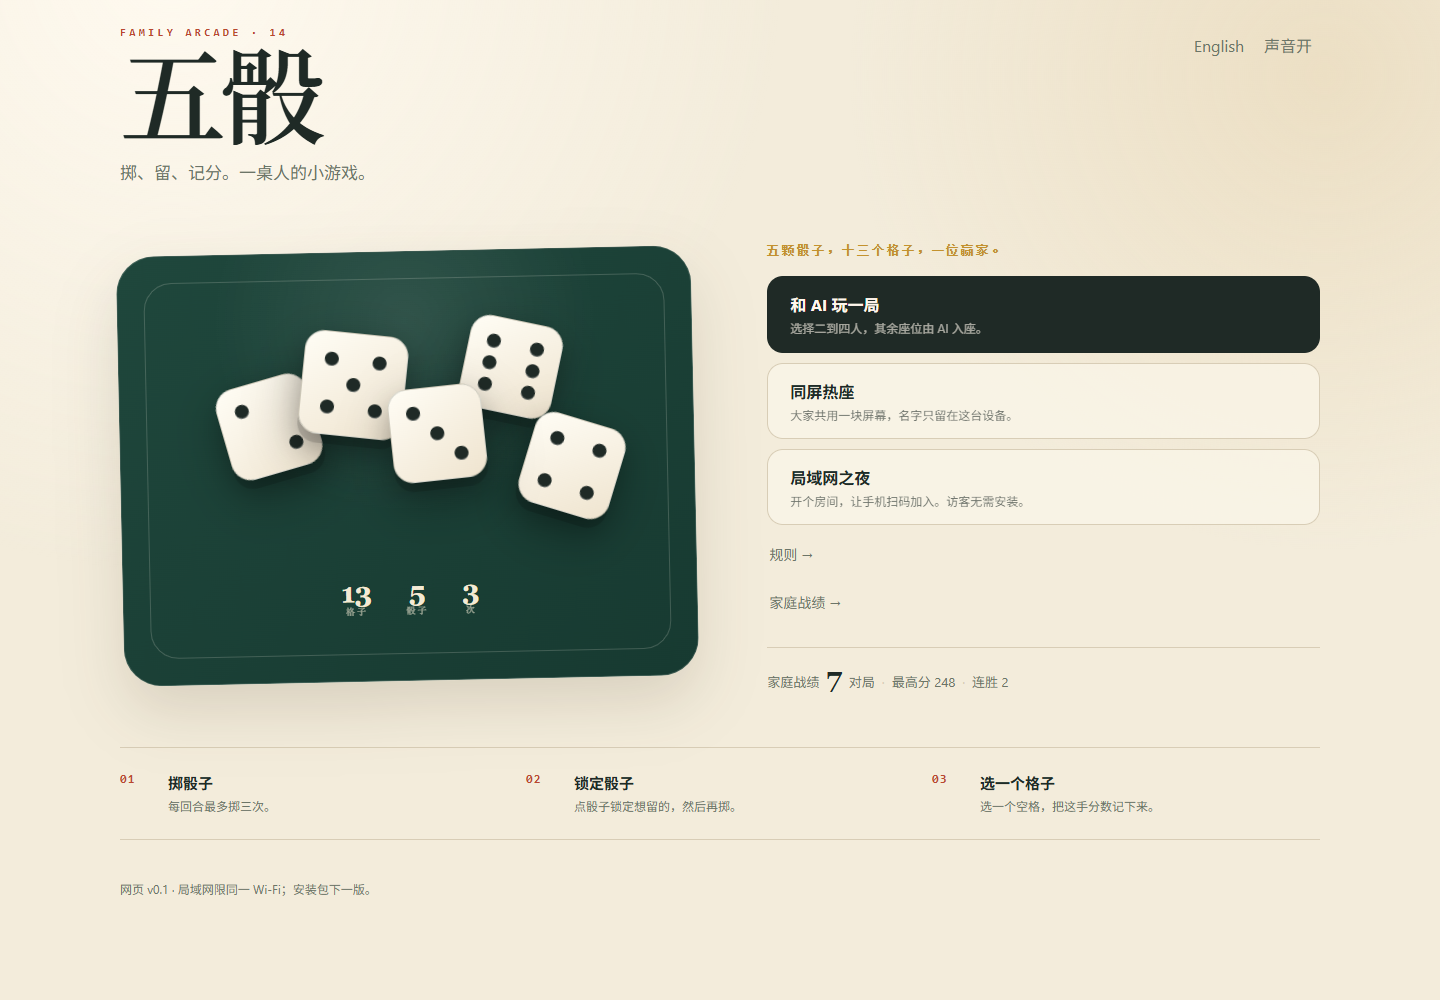 FAMILY ARCADE · 14
English 声音开
五骰
掷、留、记分。一桌人的小游戏。
五颗骰子，十三个格子，一位赢家。
和 AI 玩一局
选择二到四人，其余座位由 AI 入座。
同屏热座
大家共用一块屏幕，名字只留在这台设备。
局域网之夜
开个房间，让手机扫码加入。访客无需安装。
规则 →
家庭战绩 →
13 5 3
格子 骰子 次
家庭战绩 7 对局 · 最高分 248 · 连胜 2
01 掷骰子
每回合最多掷三次。
02 锁定骰子
点骰子锁定想留的，然后再掷。
03 选一个格子
选一个空格，把这手分数记下来。
网页 v0.1 · 局域网限同一 Wi-Fi；安装包下一版。